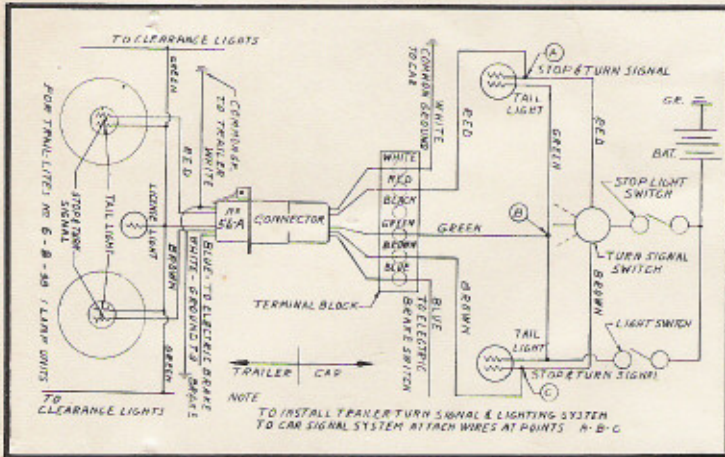 TO CLEARANCE LIGHTS
GREEN
COMMON GR.
TO TRAILER
WHITE
RED
FOR TRAIL-LITES
LAMP UNITS
TAIL LIGHT
STOP & TURN
SIGNAL
LICENSE LIGHT
BROWN
BLUE TO ELECTRIC BRAKE
WHITE-GROUND TO BRAKE
GREEN
TO
CLEARANCE LIGHTS
NO
56A
CONNECTOR
TRAILER
CAR
WHITE
COMMON GROUND
TO CAR
WHITE
RED
BLACK
GREEN
BROWN
BLUE
TERMINAL BLOCK
BLUE
TO ELECTRIC
BRAKE SWITCH
RED
GREEN
BROWN
A
STOP & TURN SIGNAL
TAIL
LIGHT
GREEN
RED
B
GR.
BAT.
STOP LIGHT
SWITCH
TURN SIGNAL
SWITCH
BROWN
TAIL
LIGHT
LIGHT SWITCH
STOP & TURN SIGNAL
C
NOTE
TO INSTALL TRAILER TURN SIGNAL & LIGHTING SYSTEM
TO CAR SIGNAL SYSTEM ATTACH WIRES AT POINTS A-B-C